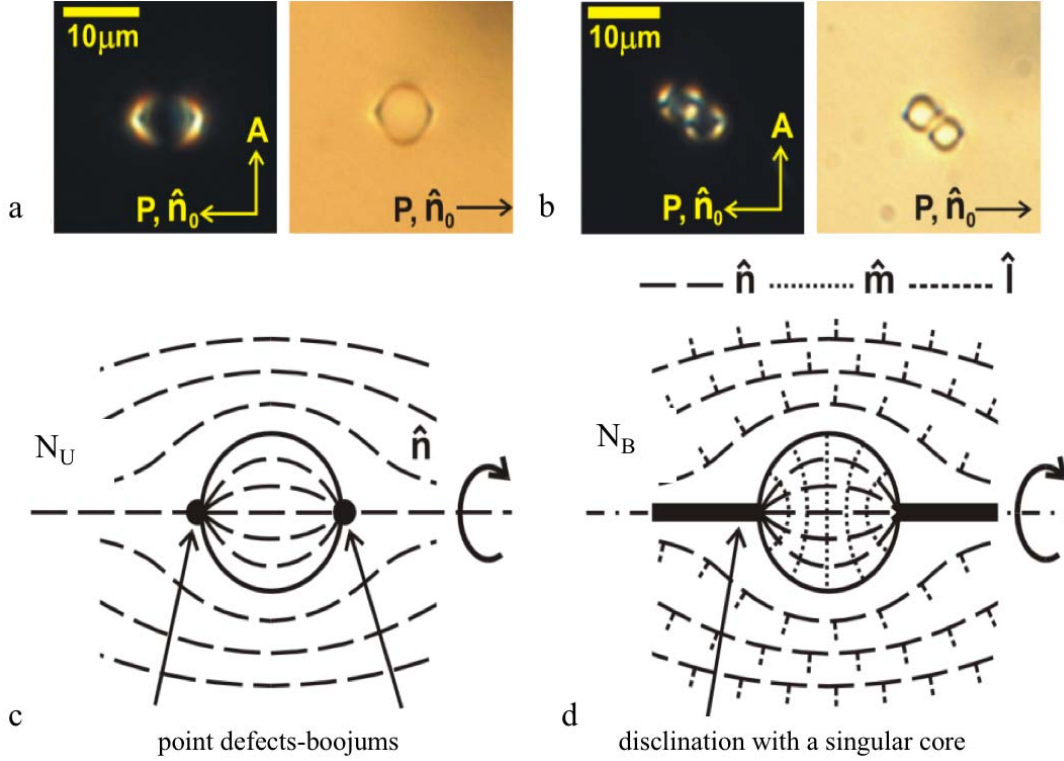 10μm
A
P, n̂₀
P, n̂₀
a
10μm
A
P, n̂₀
P, n̂₀
b
n̂ m̂ l̂
N_U
n̂
N_B
c
point defects-boojums
d
disclination with a singular core